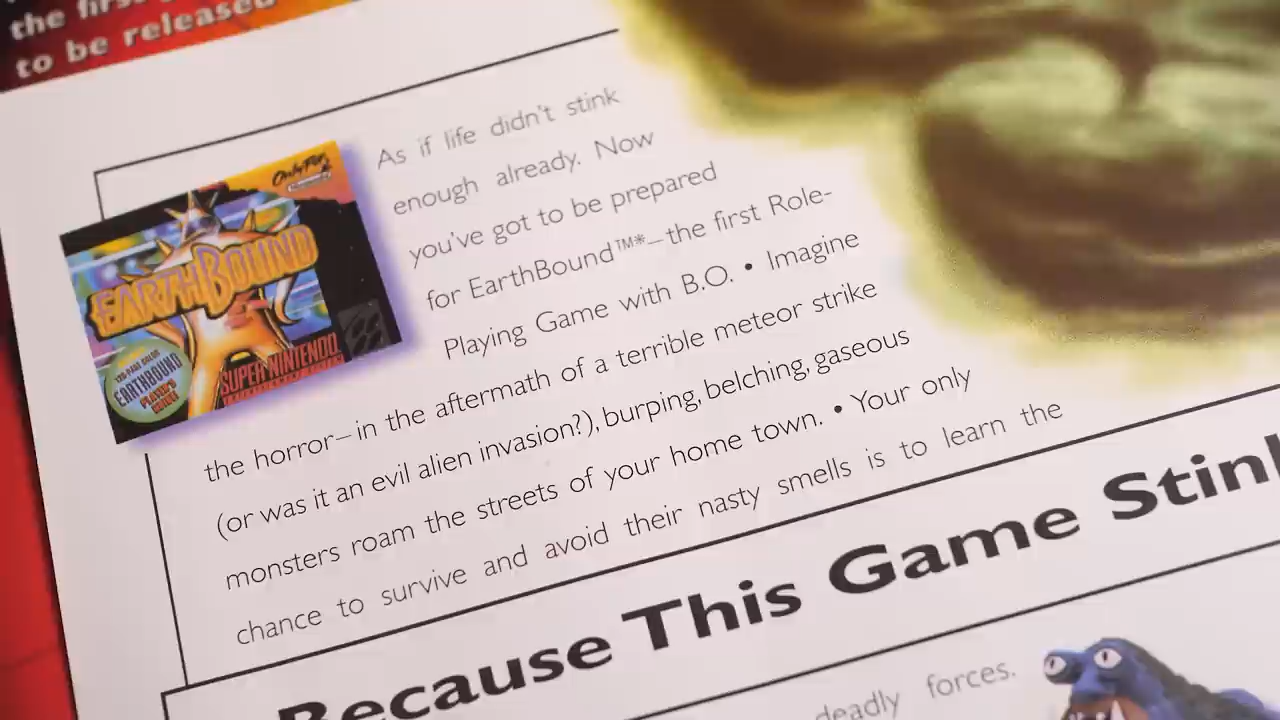 the first
to be released
As if life didn't stink
enough already. Now
you've got to be prepared
for EarthBound™*–the first Role-
Playing Game with B.O. • Imagine
the horror–in the aftermath of a terrible meteor strike
(or was it an evil alien invasion?), burping, belching, gaseous
monsters roam the streets of your home town. • Your only
chance to survive and avoid their nasty smells is to learn the
Only For
EARTHBOUND
EARTHBOUND
PLAYER'S
GUIDE!
SUPER NINTENDO
Because This Game Stin
deadly forces.